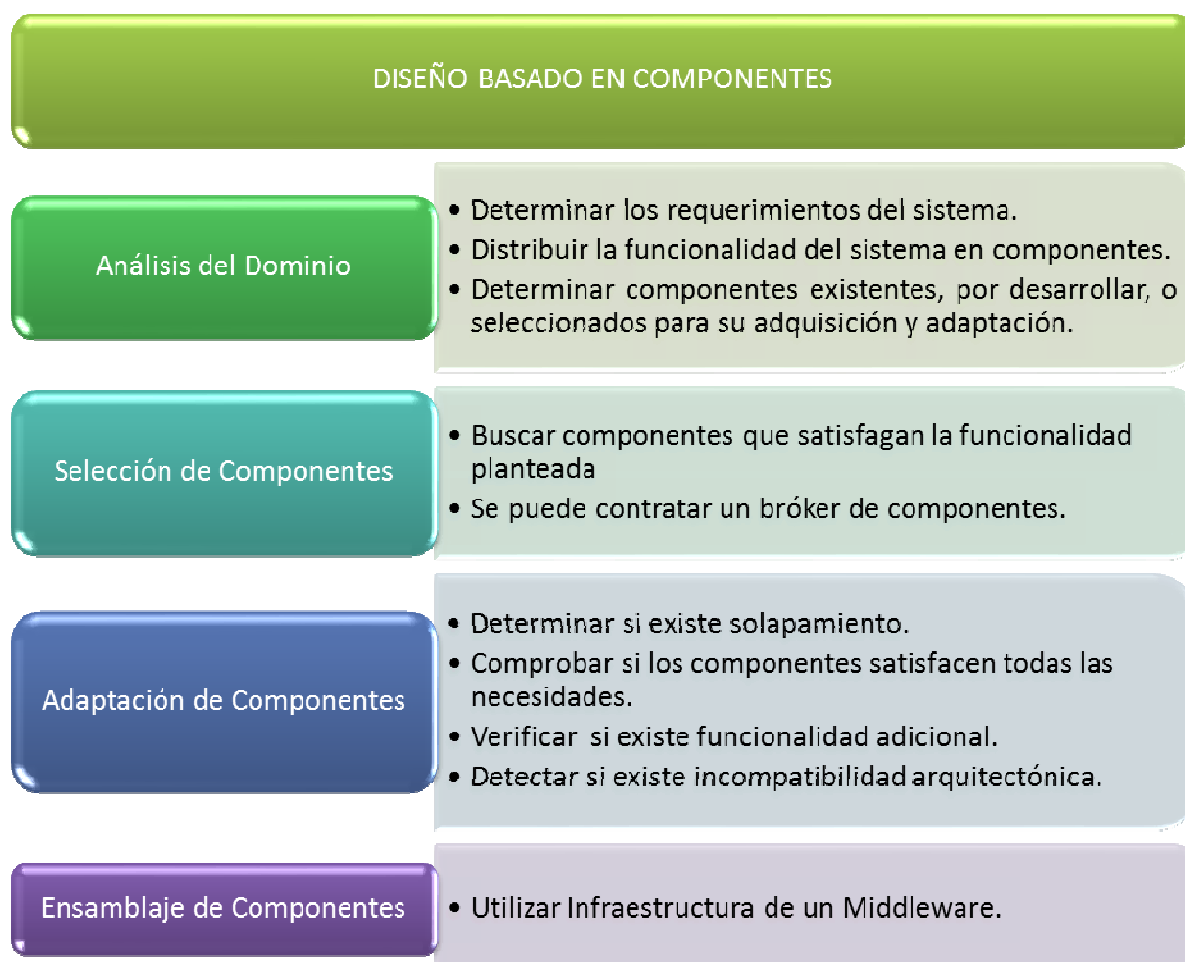 DISEÑO BASADO EN COMPONENTES
Análisis del Dominio
• Determinar los requerimientos del sistema.
• Distribuir la funcionalidad del sistema en componentes.
• Determinar componentes existentes, por desarrollar, o
seleccionados para su adquisición y adaptación.
Selección de Componentes
• Buscar componentes que satisfagan la funcionalidad
planteada
• Se puede contratar un bróker de componentes.
Adaptación de Componentes
• Determinar si existe solapamiento.
• Comprobar si los componentes satisfacen todas las
necesidades.
• Verificar si existe funcionalidad adicional.
• Detectar si existe incompatibilidad arquitectónica.
Ensamblaje de Componentes
• Utilizar Infraestructura de un Middleware.